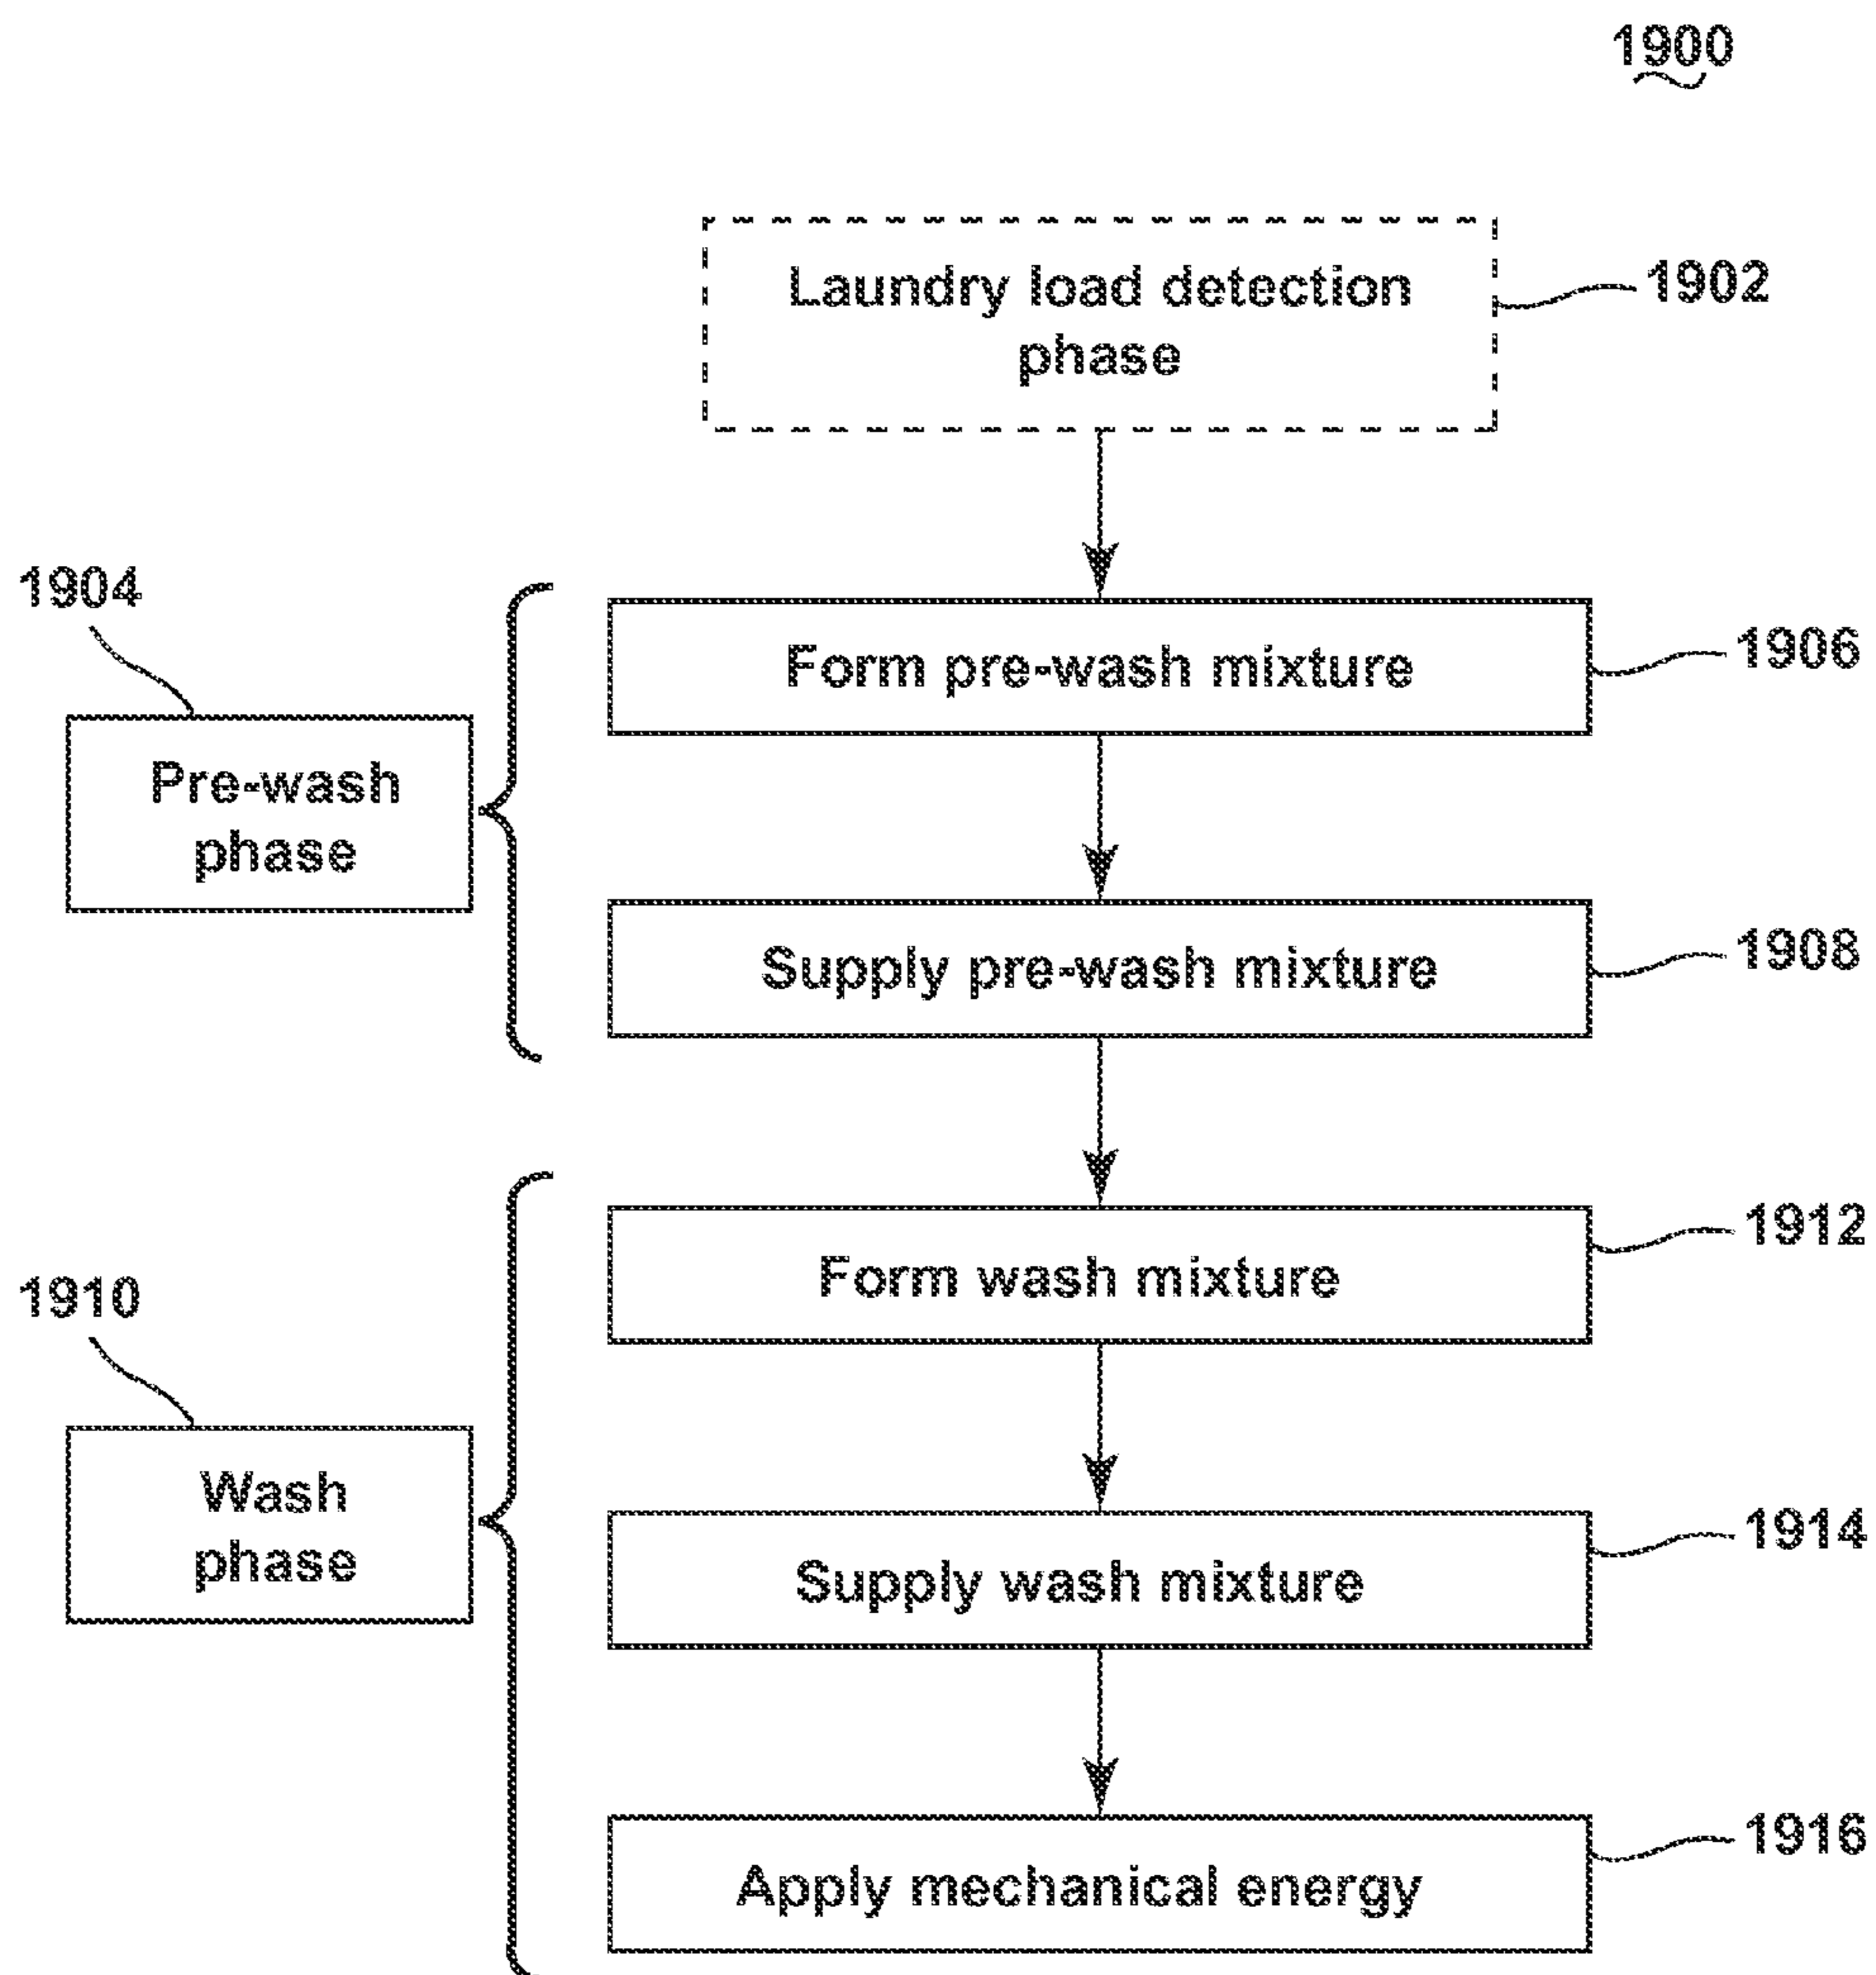 1900
Laundry load detection
phase
1902
1904
Form pre-wash mixture
1906
Pre-wash
phase
Supply pre-wash mixture
1908
1910
Form wash mixture
1912
Wash
phase
Supply wash mixture
1914
Apply mechanical energy
1916